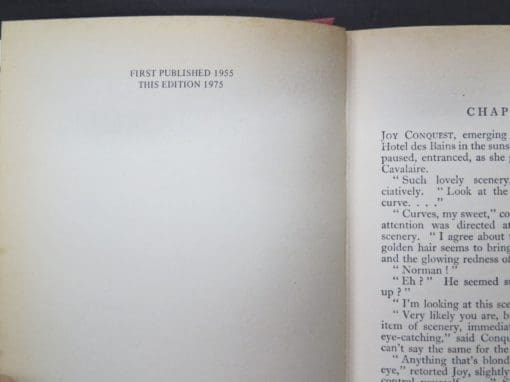 FIRST PUBLISHED 1955
THIS EDITION 1975
CHAP
JOY CONQUEST, emerging
Hotel des Bains in the suns
paused, entranced, as she
Cavalaire.
“ Such lovely scenery,
ciatively. “ Look at the
curve. . . .”
“ Curves, my sweet,” co
attention was directed at
scenery. “ I agree about
golden hair seems to bring
and the glowing redness of
“ Norman ! ”
“ Eh ? ” He seemed su
up ? ”
“ I'm looking at this sce
“ Very likely you are, b
item of scenery, immediat
eye-catching,” said Conqu
can't say the same for the
“ Anything that's blond
eye,” retorted Joy, slightly